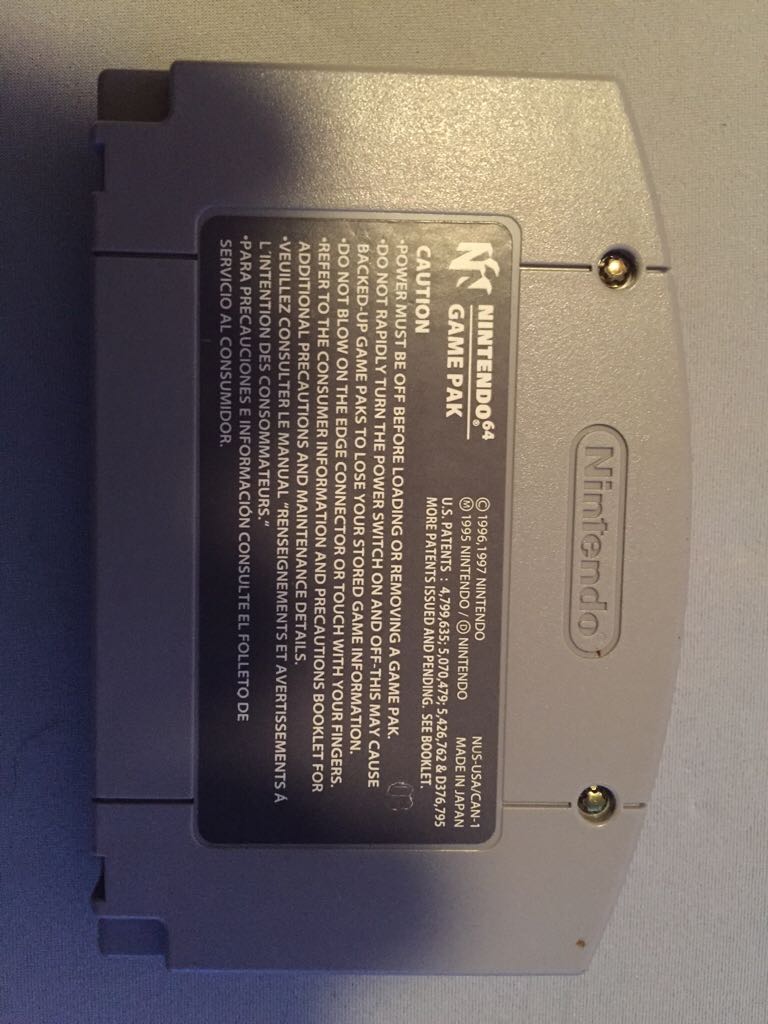 Nintendo®
NINTENDO64®
GAME PAK
NUS-USA/CAN-1
MADE IN JAPAN
© 1996,1997 NINTENDO
Ⓜ 1995 NINTENDO / Ⓓ NINTENDO
U.S. PATENTS : 4,799,635; 5,070,479; 5,426,762 & D376,795
MORE PATENTS ISSUED AND PENDING. SEE BOOKLET.
CAUTION
•POWER MUST BE OFF BEFORE LOADING OR REMOVING A GAME PAK.
•DO NOT RAPIDLY TURN THE POWER SWITCH ON AND OFF-THIS MAY CAUSE
BACKED-UP GAME PAKS TO LOSE YOUR STORED GAME INFORMATION.
•DO NOT BLOW ON THE EDGE CONNECTOR OR TOUCH WITH YOUR FINGERS.
•REFER TO THE CONSUMER INFORMATION AND PRECAUTIONS BOOKLET FOR
ADDITIONAL PRECAUTIONS AND MAINTENANCE DETAILS.
•VEUILLEZ CONSULTER LE MANUAL "RENSEIGNEMENTS ET AVERTISSEMENTS Á
L'INTENTION DES CONSOMMATEURS."
•PARA PRECAUCIONES E INFORMACIÓN CONSULTE EL FOLLETO DE
SERVICIO AL CONSUMIDOR.